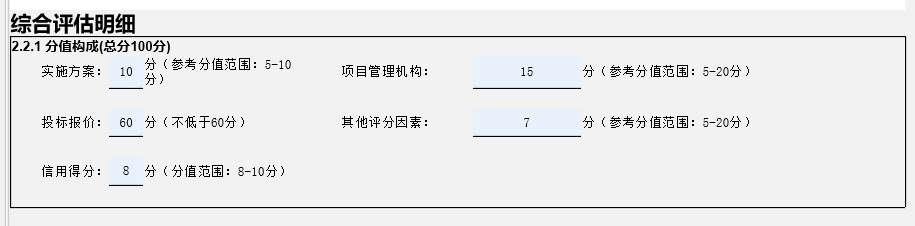 综合评估明细
2.2.1 分值构成(总分100分)
实施方案： 10 分（参考分值范围：5-10分） 项目管理机构： 15 分（参考分值范围：5-20分）
投标报价： 60 分（不低于60分） 其他评分因素： 7 分（参考分值范围：5-20分）
信用得分： 8 分（分值范围：8-10分）